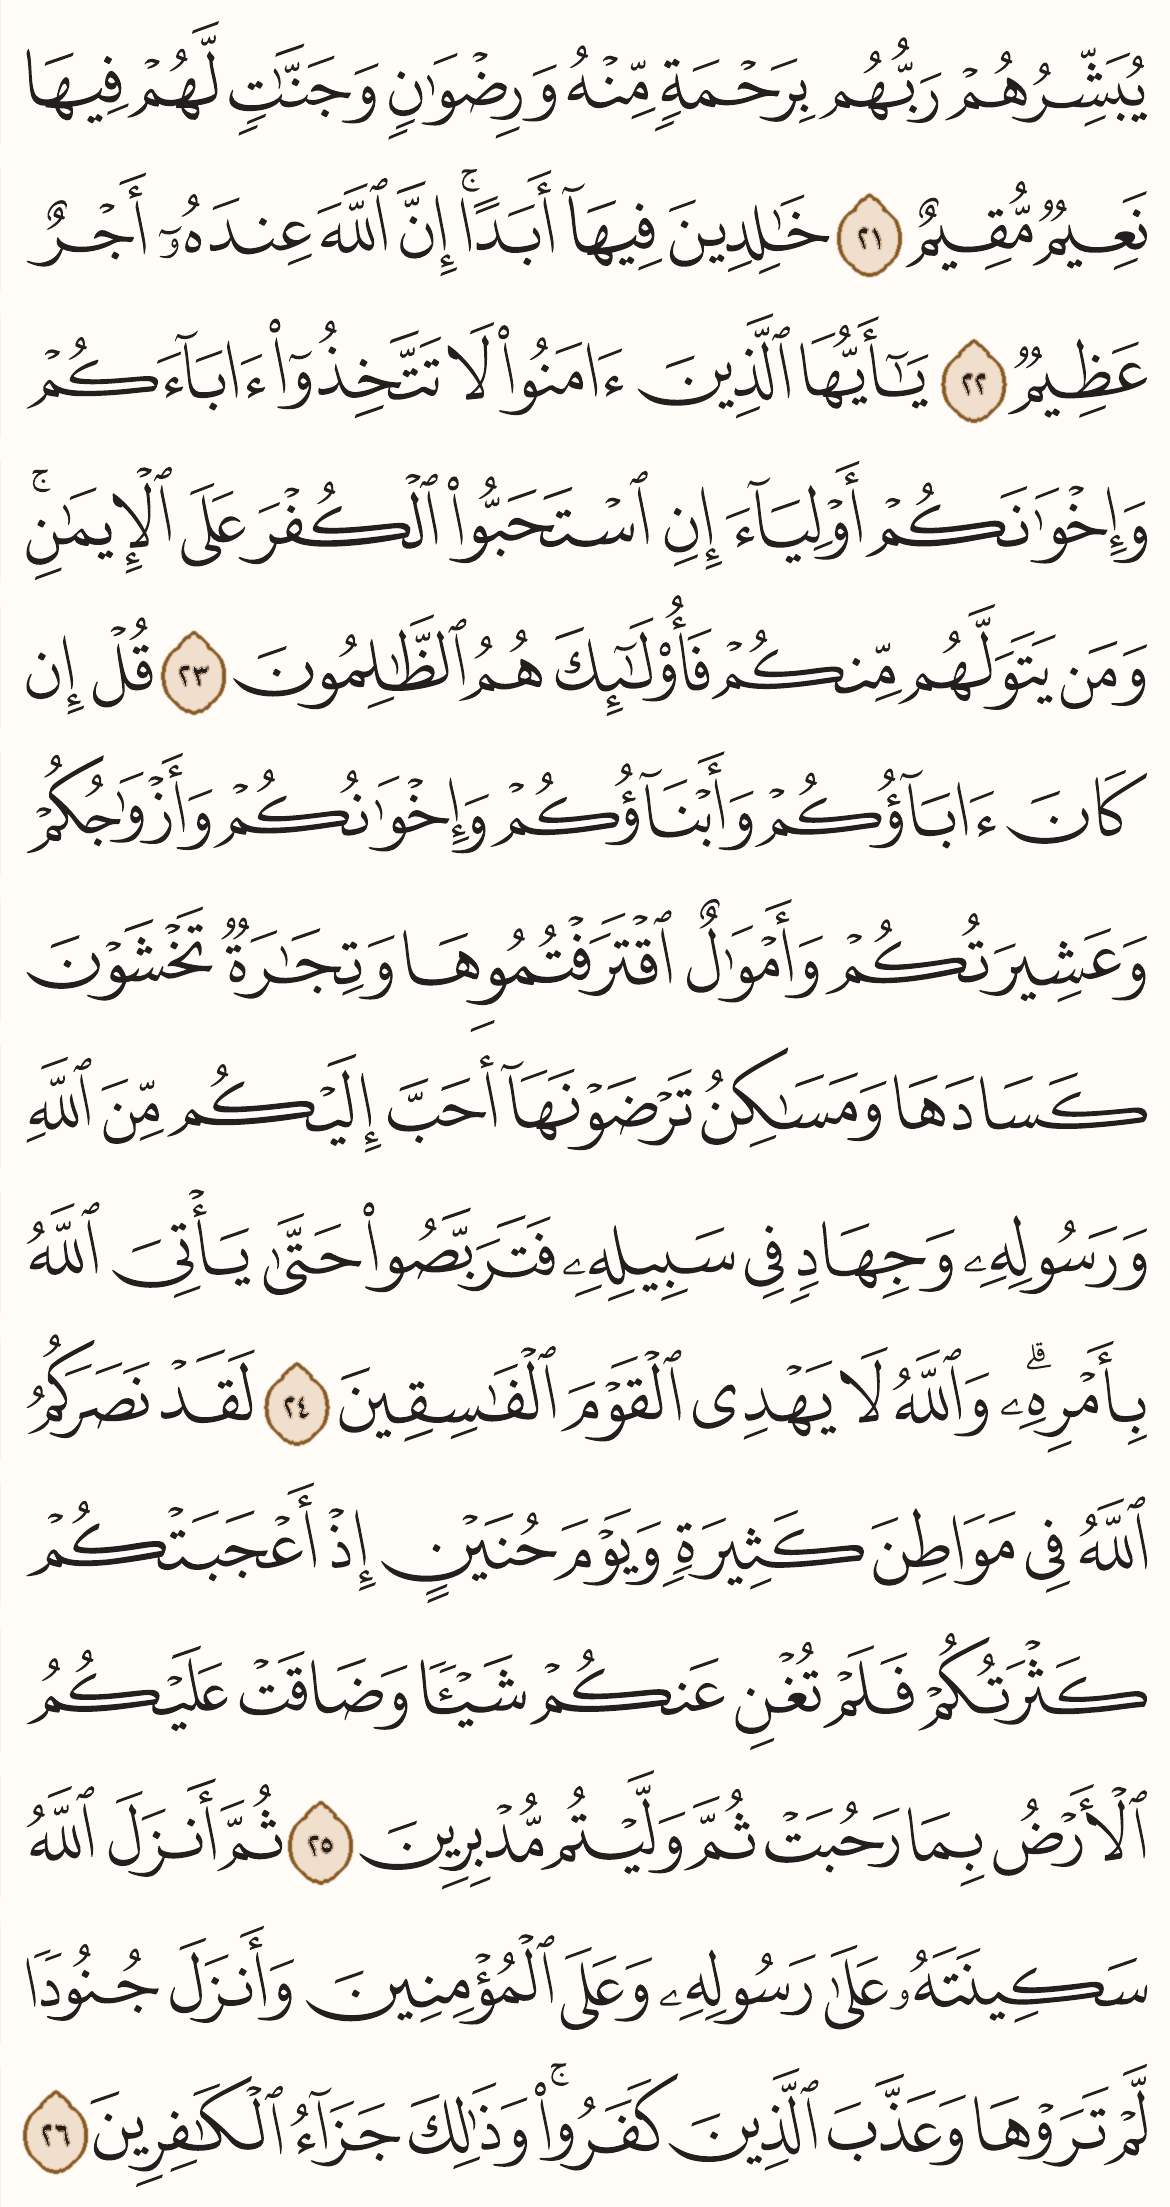 يُبَشِّرُهُمْ رَبُّهُم بِرَحْمَةٍ مِّنْهُ وَرِضْوَٰنٍ وَجَنَّٰتٍ لَّهُمْ فِيهَا
نَعِيمٌ مُّقِيمٌ ٢١ خَٰلِدِينَ فِيهَآ أَبَدًا ۚ إِنَّ ٱللَّهَ عِندَهُۥٓ أَجْرٌ
عَظِيمٌ ٢٢ يَٰٓأَيُّهَا ٱلَّذِينَ ءَامَنُوا۟ لَا تَتَّخِذُوٓا۟ ءَابَآءَكُمْ
وَإِخْوَٰنَكُمْ أَوْلِيَآءَ إِنِ ٱسْتَحَبُّوا۟ ٱلْكُفْرَ عَلَى ٱلْإِيمَٰنِ ۚ
وَمَن يَتَوَلَّهُم مِّنكُمْ فَأُو۟لَٰٓئِكَ هُمُ ٱلظَّٰلِمُونَ ٢٣ قُلْ إِن
كَانَ ءَابَآؤُكُمْ وَأَبْنَآؤُكُمْ وَإِخْوَٰنُكُمْ وَأَزْوَٰجُكُمْ
وَعَشِيرَتُكُمْ وَأَمْوَٰلٌ ٱقْتَرَفْتُمُوهَا وَتِجَٰرَةٌ تَخْشَوْنَ
كَسَادَهَا وَمَسَٰكِنُ تَرْضَوْنَهَآ أَحَبَّ إِلَيْكُم مِّنَ ٱللَّهِ
وَرَسُولِهِۦ وَجِهَادٍ فِى سَبِيلِهِۦ فَتَرَبَّصُوا۟ حَتَّىٰ يَأْتِىَ ٱللَّهُ
بِأَمْرِهِۦ ۗ وَٱللَّهُ لَا يَهْدِى ٱلْقَوْمَ ٱلْفَٰسِقِينَ ٢٤ لَقَدْ نَصَرَكُمُ
ٱللَّهُ فِى مَوَاطِنَ كَثِيرَةٍ وَيَوْمَ حُنَيْنٍ إِذْ أَعْجَبَتْكُمْ
كَثْرَتُكُمْ فَلَمْ تُغْنِ عَنكُمْ شَيْـًٔا وَضَاقَتْ عَلَيْكُمُ
ٱلْأَرْضُ بِمَا رَحُبَتْ ثُمَّ وَلَّيْتُم مُّدْبِرِينَ ٢٥ ثُمَّ أَنزَلَ ٱللَّهُ
سَكِينَتَهُۥ عَلَىٰ رَسُولِهِۦ وَعَلَى ٱلْمُؤْمِنِينَ وَأَنزَلَ جُنُودًا
لَّمْ تَرَوْهَا وَعَذَّبَ ٱلَّذِينَ كَفَرُوا۟ ۚ وَذَٰلِكَ جَزَآءُ ٱلْكَٰفِرِينَ ٢٦